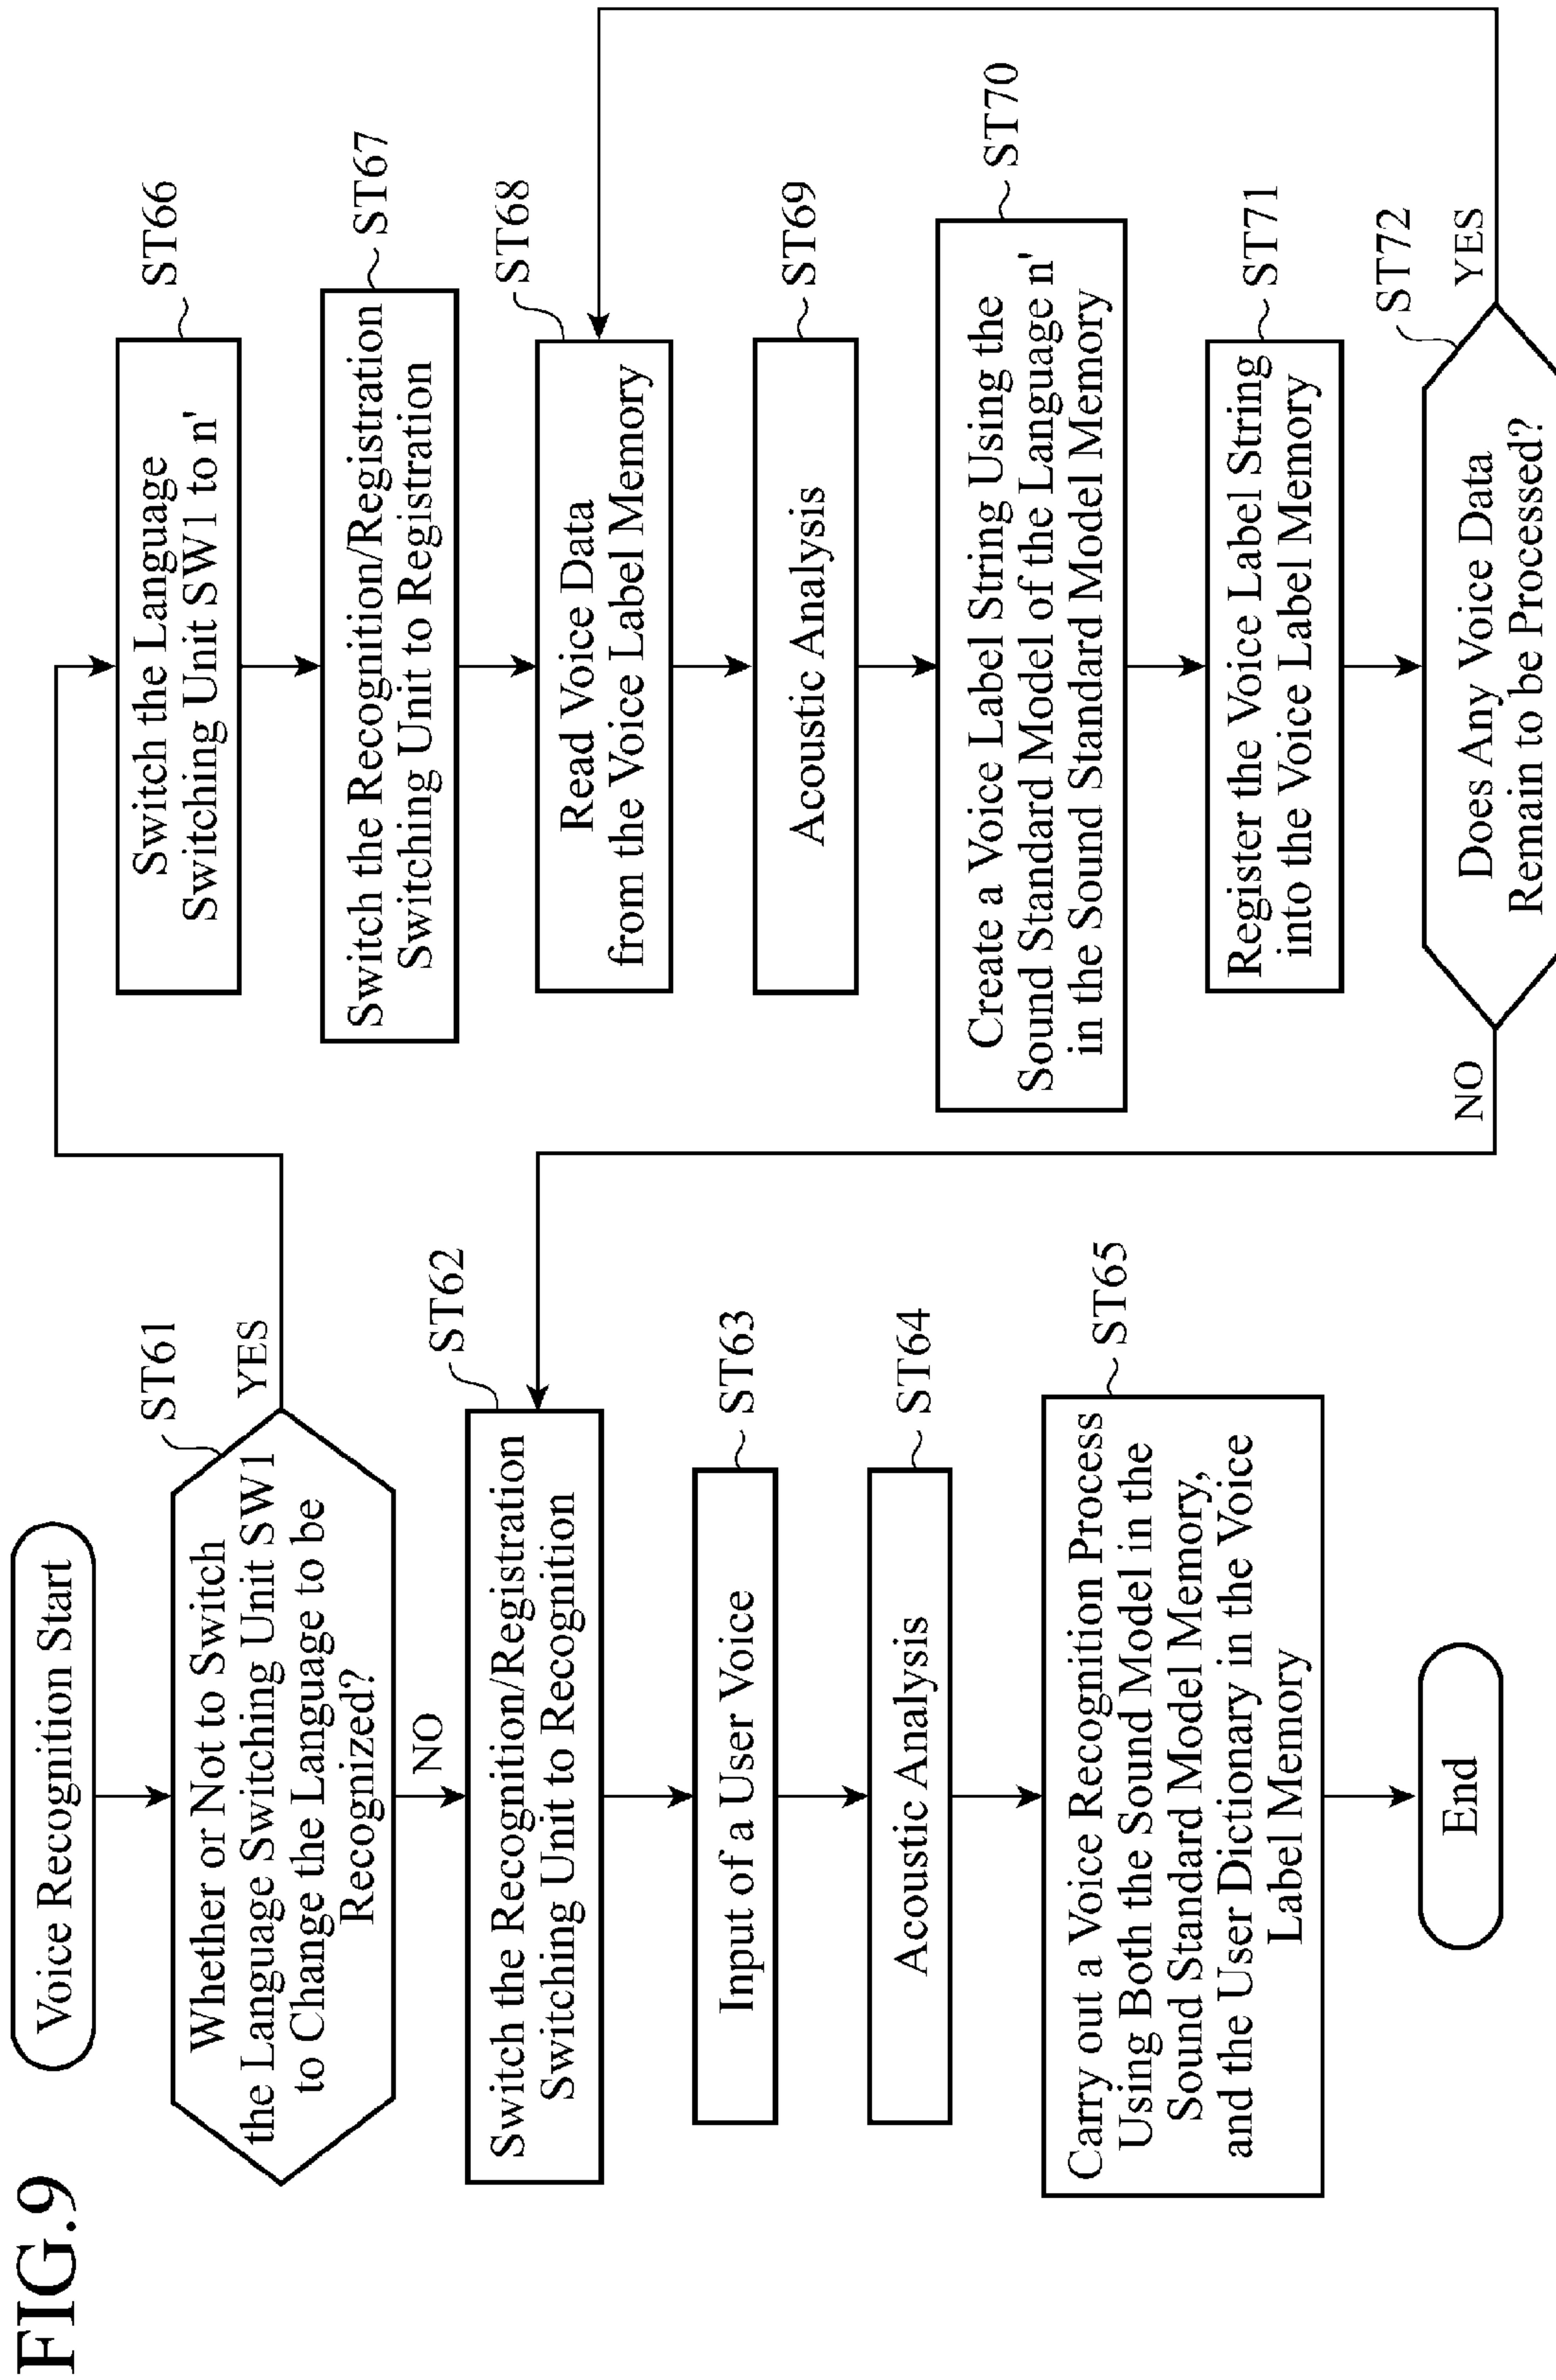 FIG.9
Voice Recognition Start
ST61
Whether or Not to Switch
the Language Switching Unit SW1
to Change the Language to be
Recognized?
YES
NO
ST62
Switch the Recognition/Registration
Switching Unit to Recognition
ST63
Input of a User Voice
ST64
Acoustic Analysis
ST65
Carry out a Voice Recognition Process
Using Both the Sound Model in the
Sound Standard Model Memory,
and the User Dictionary in the Voice
Label Memory
End
ST66
Switch the Language
Switching Unit SW1 to n'
ST67
Switch the Recognition/Registration
Switching Unit to Registration
ST68
Read Voice Data
from the Voice Label Memory
ST69
Acoustic Analysis
ST70
Create a Voice Label String Using the
Sound Standard Model of the Language n'
in the Sound Standard Model Memory
ST71
Register the Voice Label String
into the Voice Label Memory
ST72
Does Any Voice Data
Remain to be Processed?
YES
NO